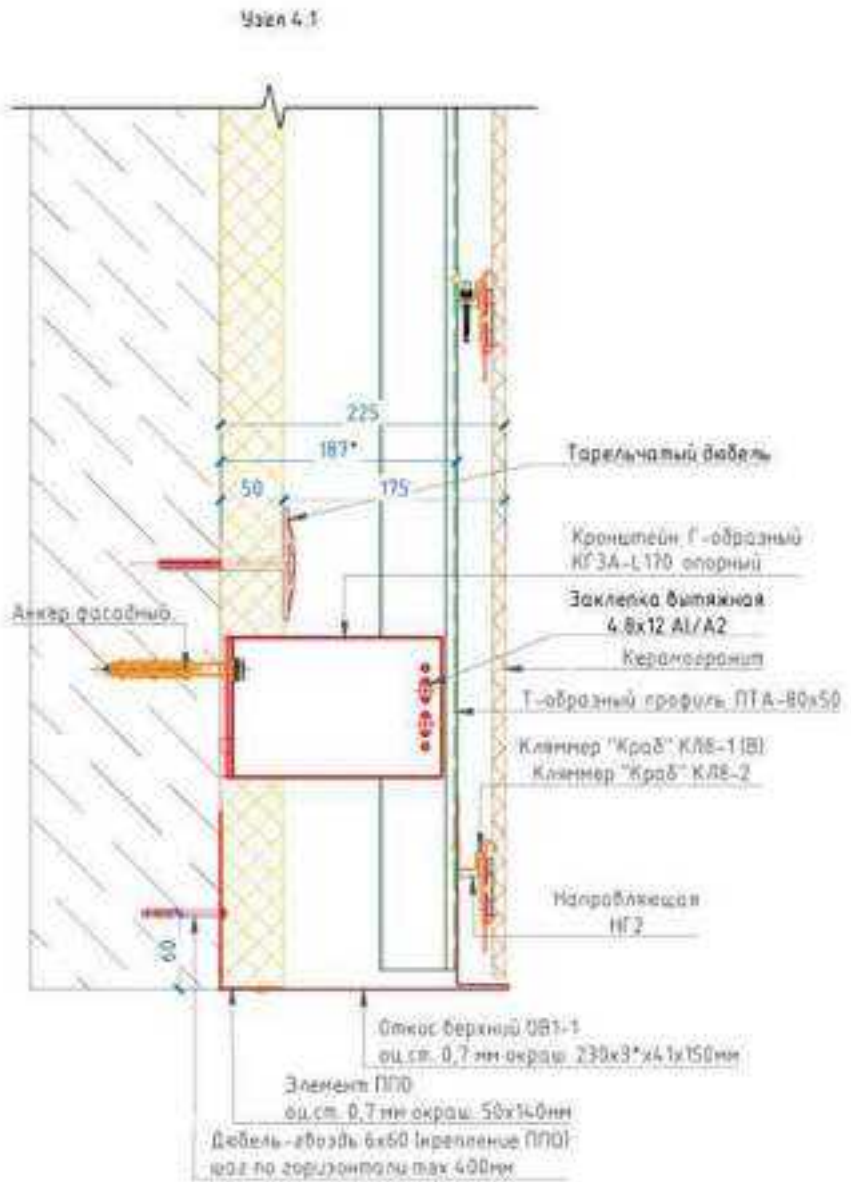 Узел 4.1
225
187*
50
175
Тарельчатый дюбель
Кронштейн Г-образный
КГЗА-L170 опорный
Анкер фасадный
Заклепка вытяжная
4.8х12 Al/A2
Керамогранит
Т-образный профиль ПТА-80х50
Кляммер "Краб" КЛ8-1 (В)
Кляммер "Краб" КЛ8-2
Направляющая
НГ2
60
Откос верхний ОВ1-1
оц.ст. 0,7 мм окраш. 230х3*х41х150мм
Элемент ППО
оц.ст. 0,7 мм окраш. 50х140мм
Дюбель-гвоздь 6х60 (крепление ППО)
шаг по горизонтали max 400мм